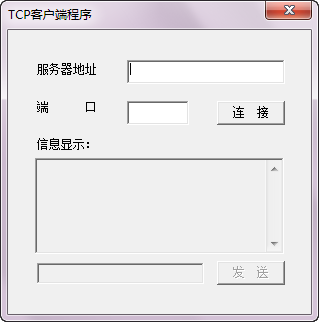 TCP客户端程序
服务器地址
端 口
连 接
信息显示：
发 送